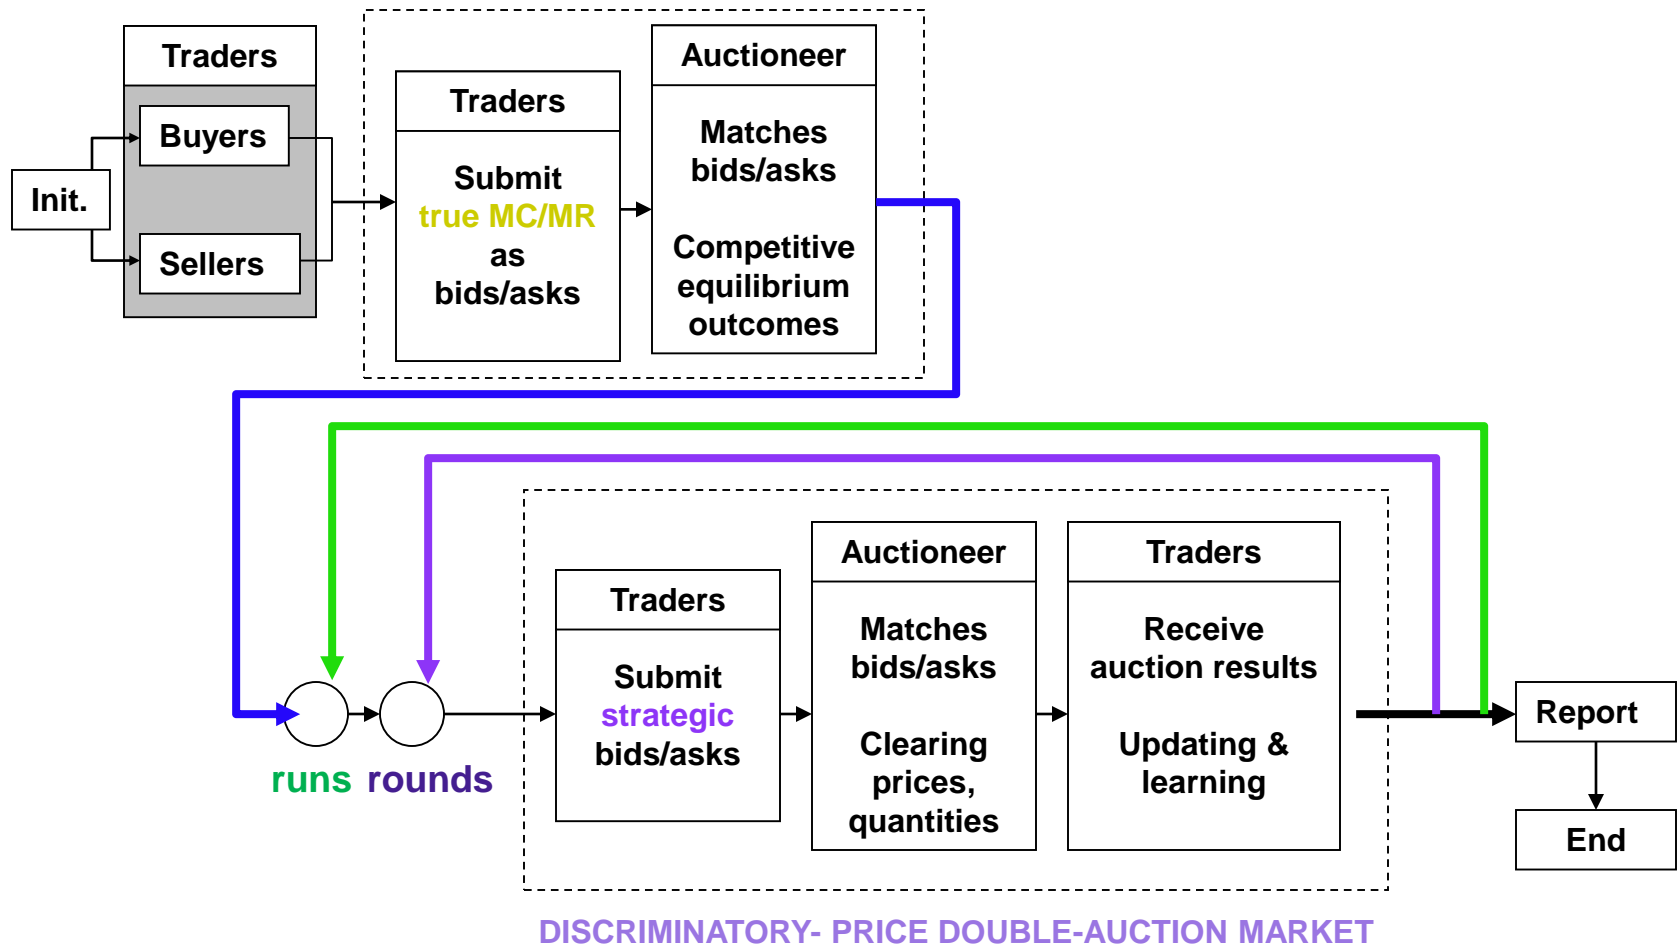 Init.
Traders
Buyers
Sellers
Traders
Submit
true MC/MR
as
bids/asks
Auctioneer
Matches
bids/asks
Competitive
equilibrium
outcomes
runs
rounds
Traders
Submit
strategic
bids/asks
Auctioneer
Matches
bids/asks
Clearing
prices,
quantities
Traders
Receive
auction results
Updating &
learning
Report
End
DISCRIMINATORY- PRICE DOUBLE-AUCTION MARKET